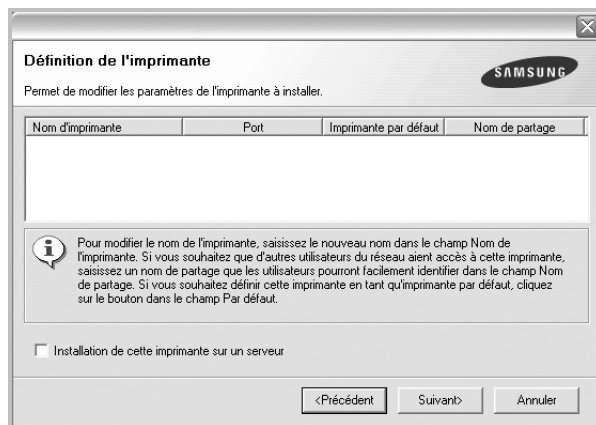 Définition de l'imprimante
SAMSUNG
Permet de modifier les paramètres de l'imprimante à installer.
Nom d'imprimante Port Imprimante par défaut Nom de partage
Pour modifier le nom de l'imprimante, saisissez le nouveau nom dans le champ Nom de
l'imprimante. Si vous souhaitez que d'autres utilisateurs du réseau aient accès à cette imprimante,
saisissez un nom de partage que les utilisateurs pourront facilement identifier dans le champ Nom
de partage. Si vous souhaitez définir cette imprimante en tant qu'imprimante par défaut, cliquez
sur le bouton dans le champ Par défaut.
Installation de cette imprimante sur un serveur
<Précédent Suivant> Annuler